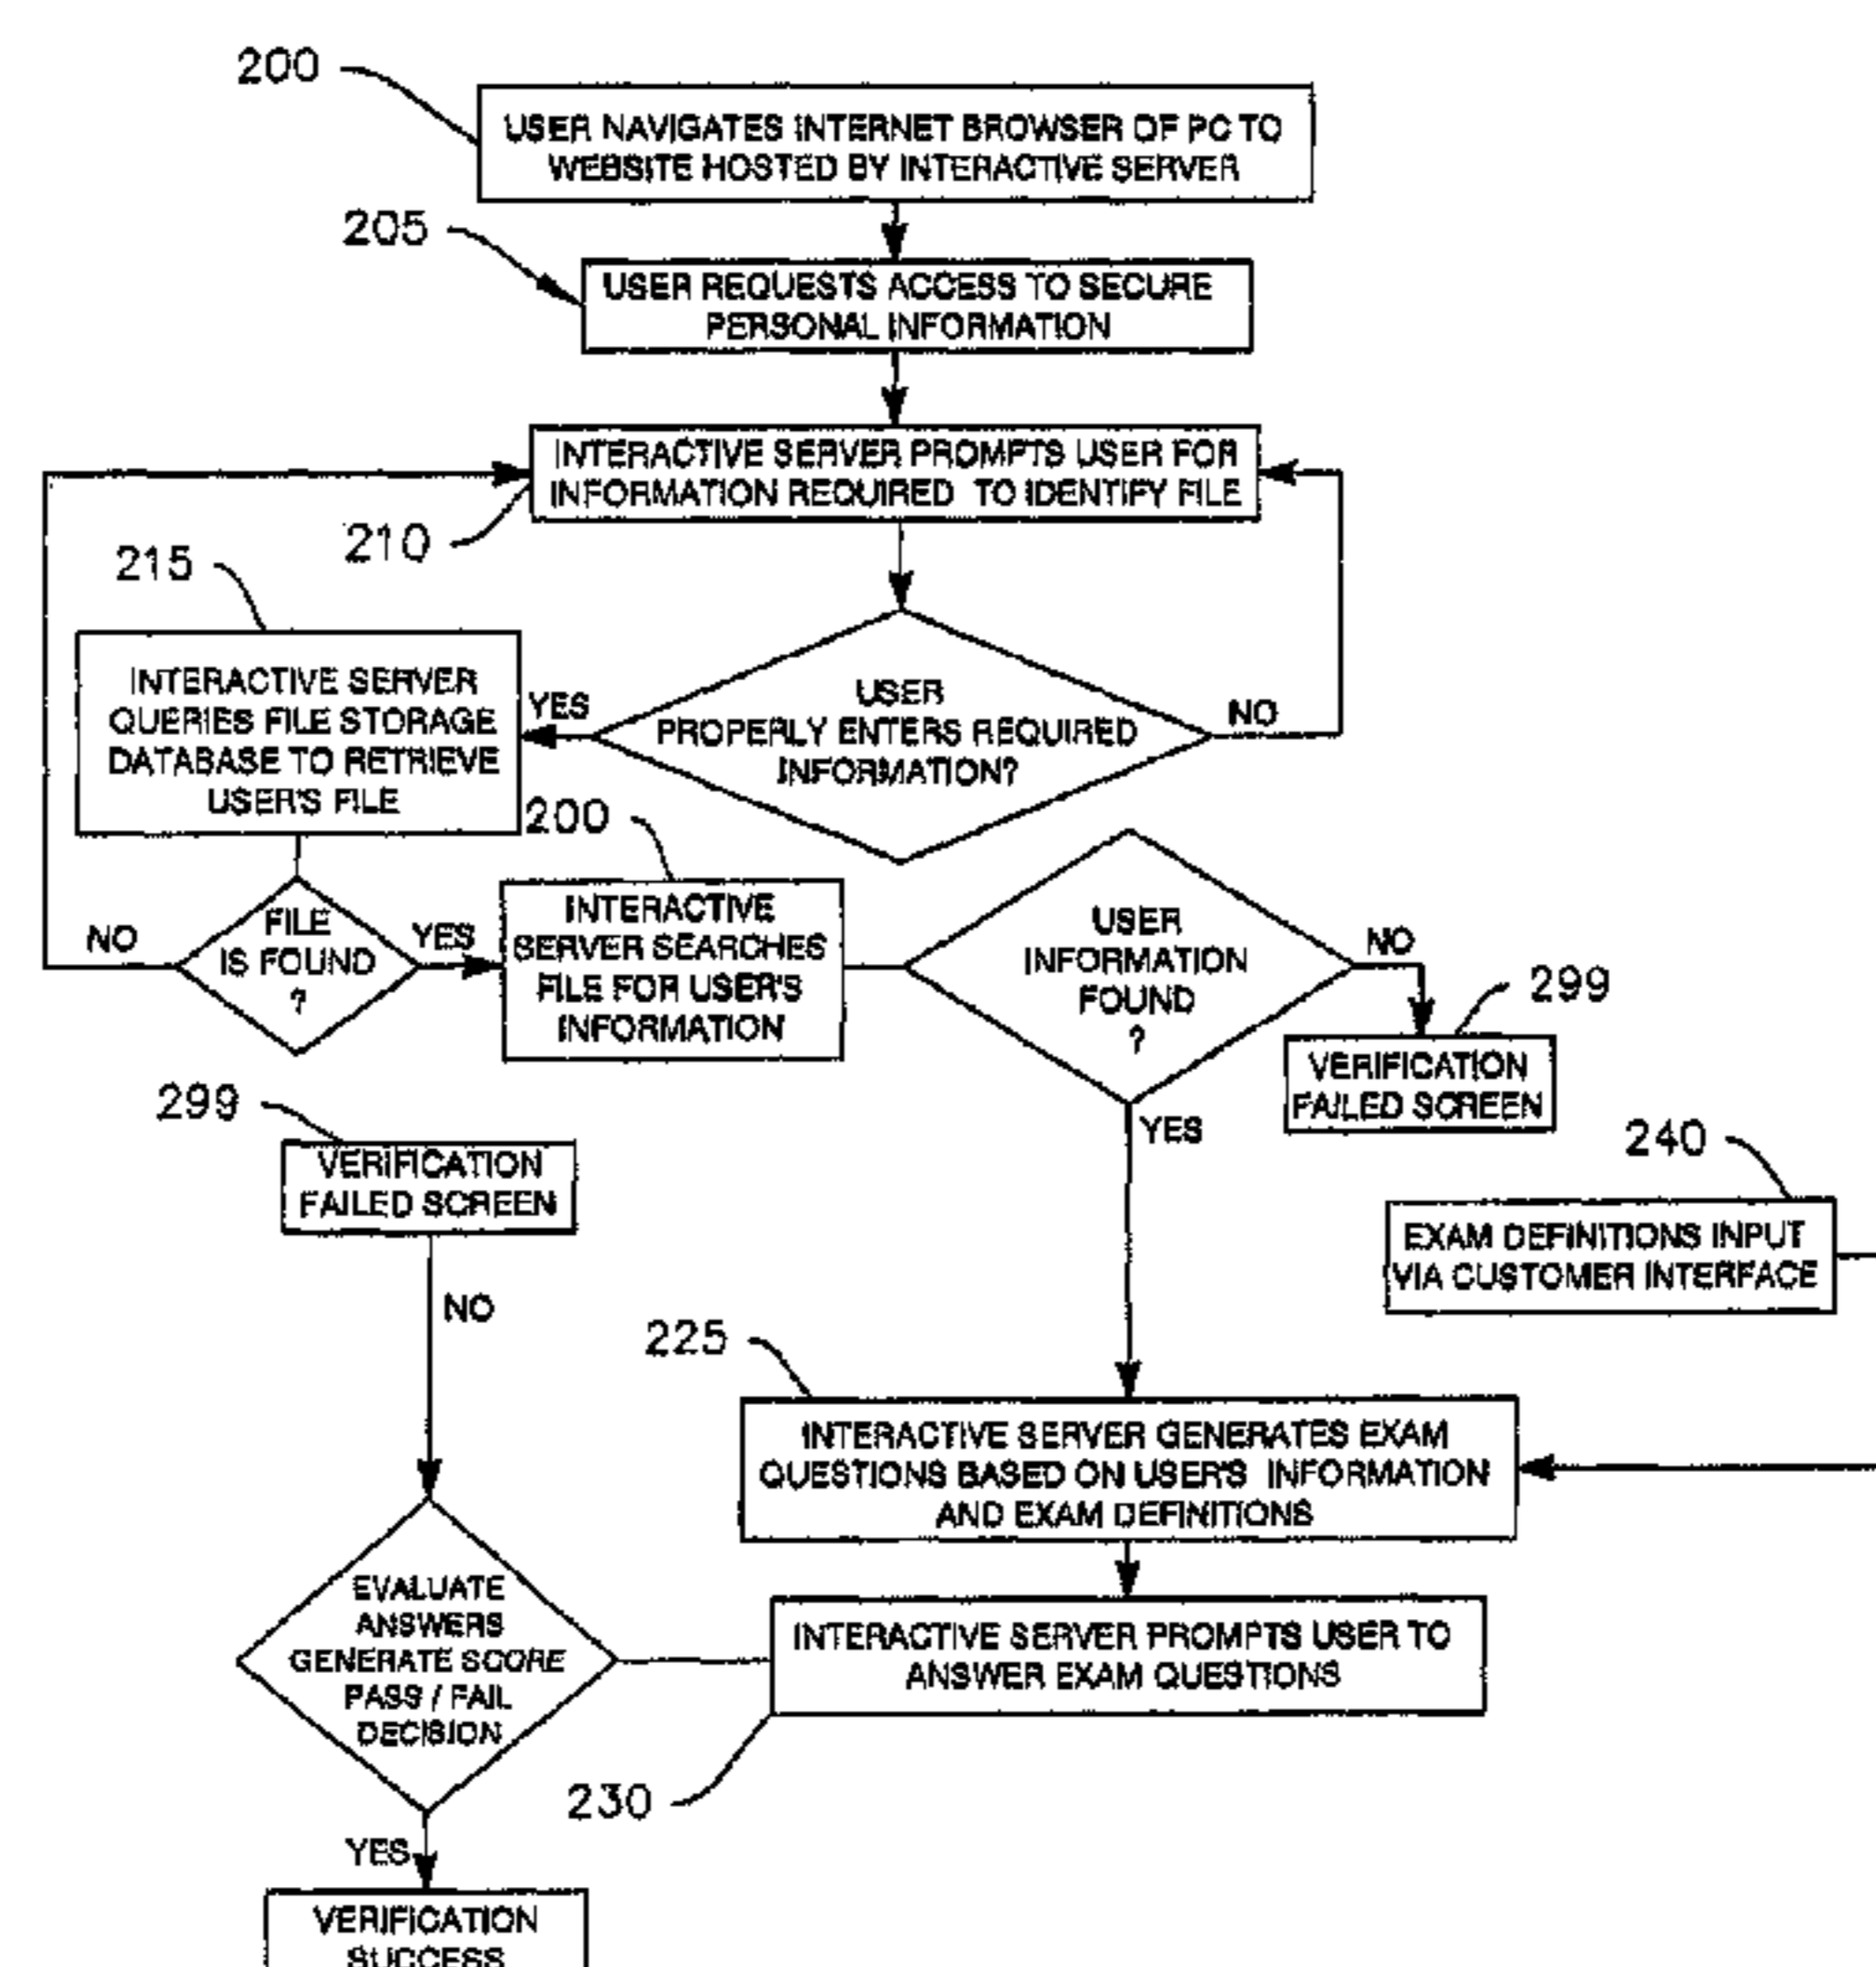 200
USER NAVIGATES INTERNET BROWSER OF PC TO
WEBSITE HOSTED BY INTERACTIVE SERVER
205
USER REQUESTS ACCESS TO SECURE
PERSONAL INFORMATION
INTERACTIVE SERVER PROMPTS USER FOR
INFORMATION REQUIRED TO IDENTIFY FILE
210
215
INTERACTIVE SERVER
QUERIES FILE STORAGE
DATABASE TO RETRIEVE
USER'S FILE
YES
USER
PROPERLY ENTERS REQUIRED
INFORMATION?
NO
200
NO
FILE
IS FOUND
?
YES
INTERACTIVE
SERVER SEARCHES
FILE FOR USER'S
INFORMATION
USER
INFORMATION
FOUND
?
NO
299
VERIFICATION
FAILED SCREEN
YES
299
VERIFICATION
FAILED SCREEN
NO
240
EXAM DEFINITIONS INPUT
VIA CUSTOMER INTERFACE
225
INTERACTIVE SERVER GENERATES EXAM
QUESTIONS BASED ON USER'S INFORMATION
AND EXAM DEFINITIONS
EVALUATE
ANSWERS
GENERATE SCORE
PASS / FAIL
DECISION
INTERACTIVE SERVER PROMPTS USER TO
ANSWER EXAM QUESTIONS
230
YES
VERIFICATION
SUCCESS